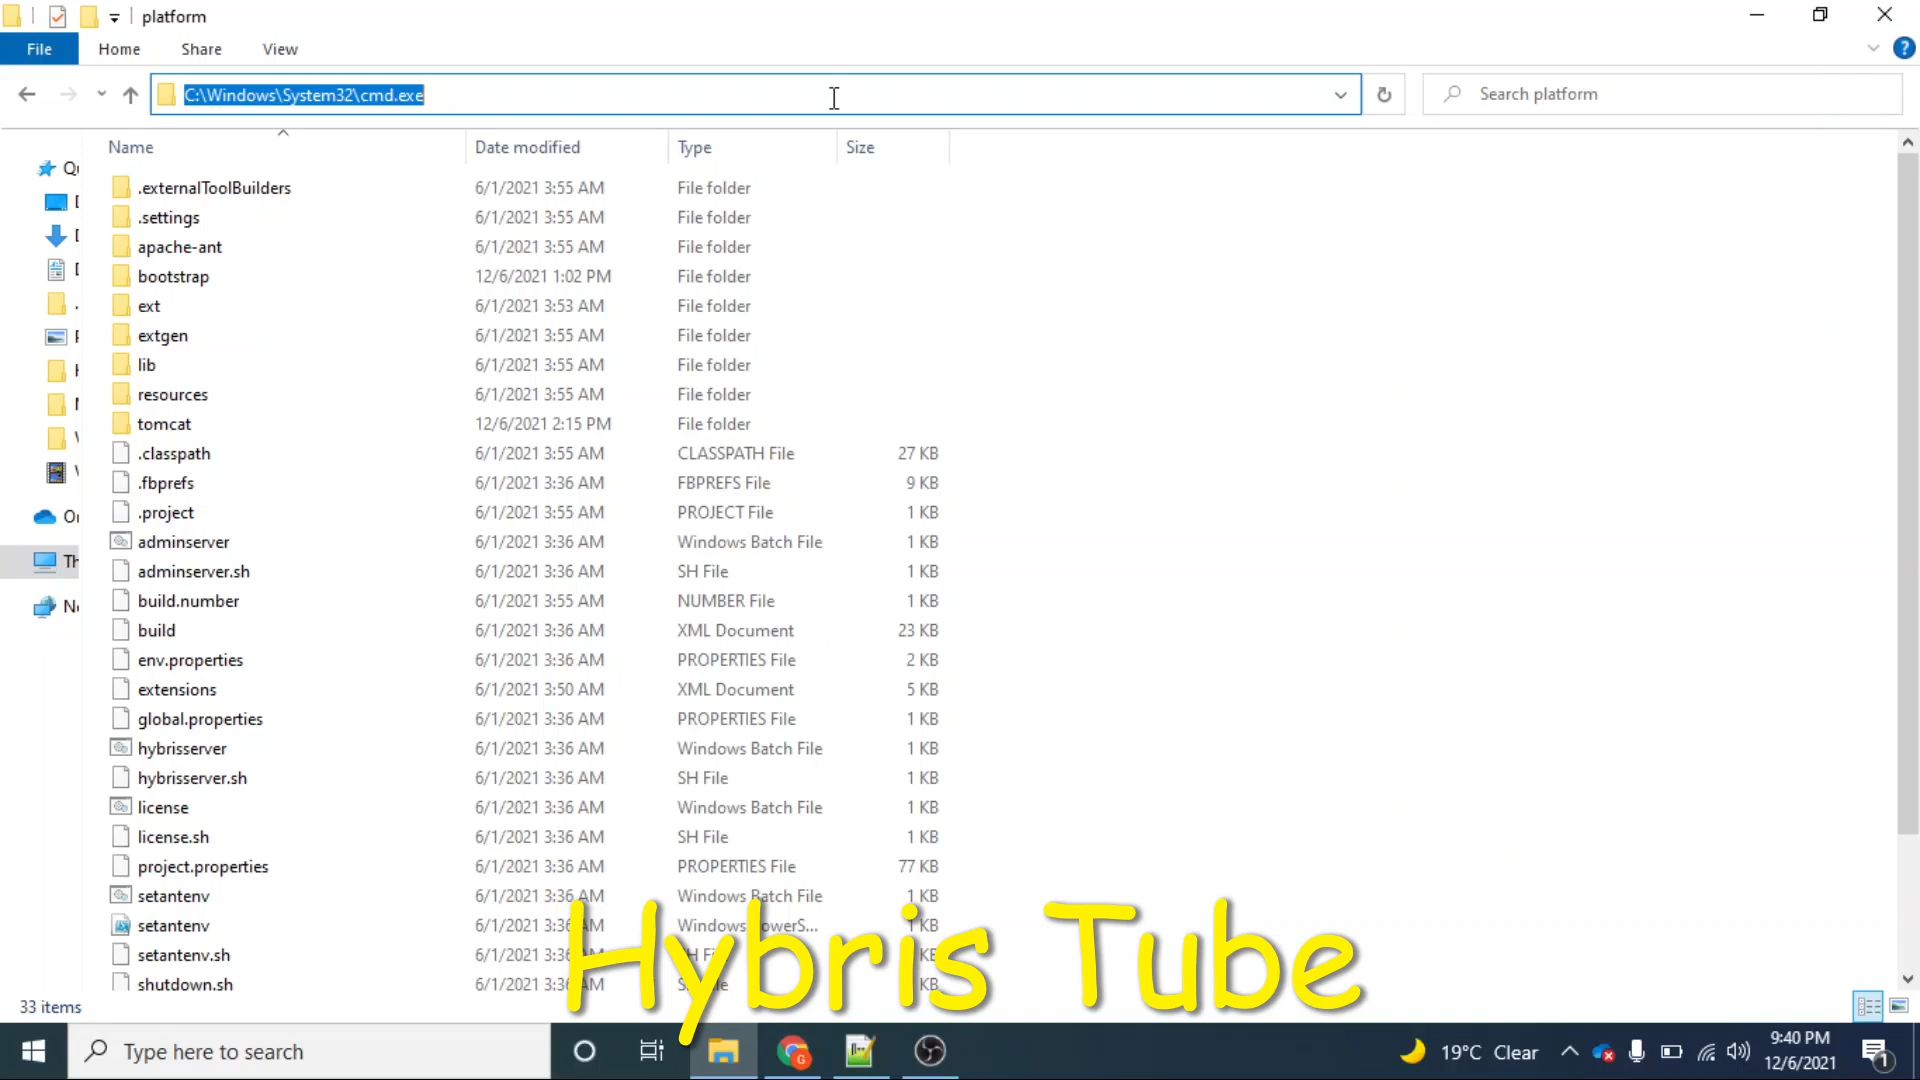 platform
File Home Share View
C:\Windows\System32\cmd.exe
Search platform
Name Date modified Type Size
.externalToolBuilders 6/1/2021 3:55 AM File folder
.settings 6/1/2021 3:55 AM File folder
apache-ant 6/1/2021 3:55 AM File folder
bootstrap 12/6/2021 1:02 PM File folder
ext 6/1/2021 3:53 AM File folder
extgen 6/1/2021 3:55 AM File folder
lib 6/1/2021 3:55 AM File folder
resources 6/1/2021 3:55 AM File folder
tomcat 12/6/2021 2:15 PM File folder
.classpath 6/1/2021 3:55 AM CLASSPATH File 27 KB
.fbprefs 6/1/2021 3:36 AM FBPREFS File 9 KB
.project 6/1/2021 3:55 AM PROJECT File 1 KB
adminserver 6/1/2021 3:36 AM Windows Batch File 1 KB
adminserver.sh 6/1/2021 3:36 AM SH File 1 KB
build.number 6/1/2021 3:55 AM NUMBER File 1 KB
build 6/1/2021 3:36 AM XML Document 23 KB
env.properties 6/1/2021 3:36 AM PROPERTIES File 2 KB
extensions 6/1/2021 3:50 AM XML Document 5 KB
global.properties 6/1/2021 3:36 AM PROPERTIES File 1 KB
hybrisserver 6/1/2021 3:36 AM Windows Batch File 1 KB
hybrisserver.sh 6/1/2021 3:36 AM SH File 1 KB
license 6/1/2021 3:36 AM Windows Batch File 1 KB
license.sh 6/1/2021 3:36 AM SH File 1 KB
project.properties 6/1/2021 3:36 AM PROPERTIES File 77 KB
setantenv 6/1/2021 3:36 AM Windows Batch File 1 KB
setantenv 6/1/2021 3:36 KB
setantenv.sh 6/1/2021
shutdown.sh 6/1/2021 3:36 AM
Hybris Tube
33 items
Type here to search
19°C Clear
9:40 PM
12/6/2021
1